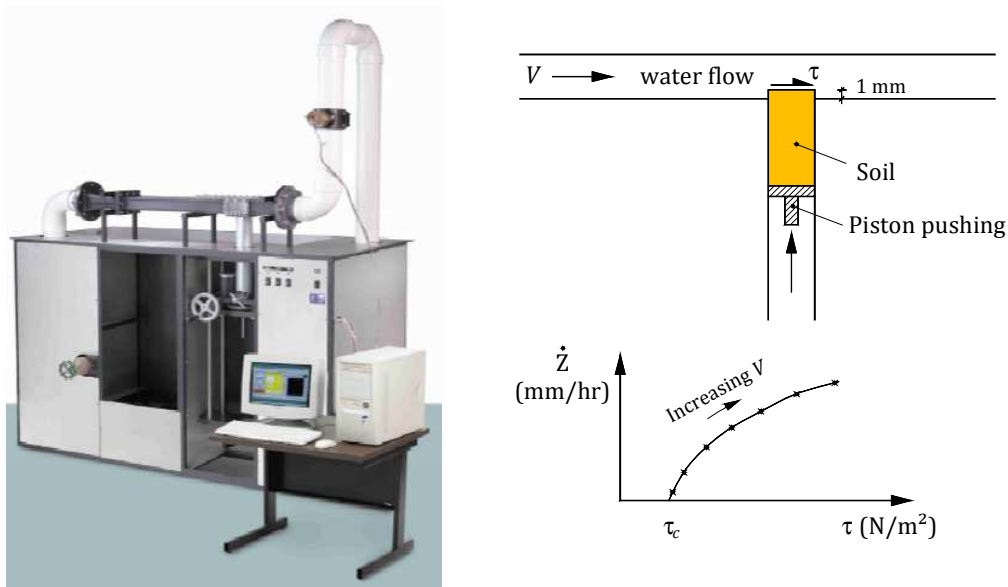 V
water flow
τ
1 mm
Soil
Piston pushing
Ż
(mm/hr)
Increasing V
τc
τ (N/m²)